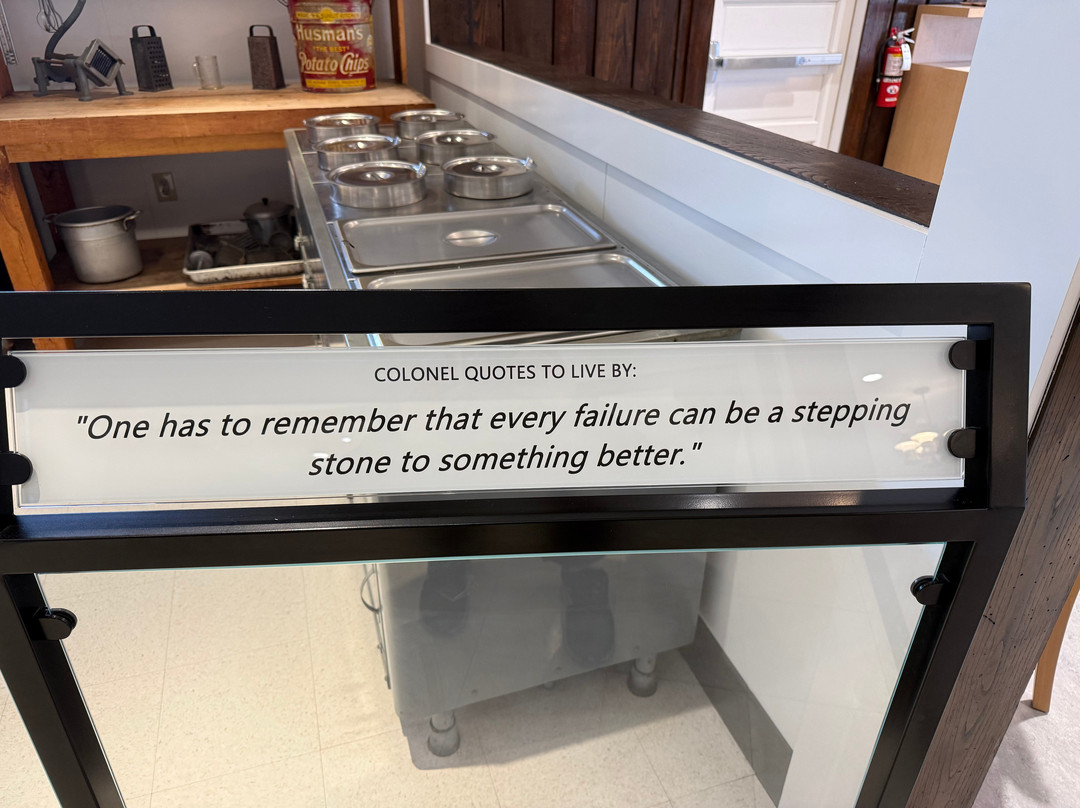 Husman's
"THE BEST"
Potato Chips
COLONEL QUOTES TO LIVE BY:
"One has to remember that every failure can be a stepping
stone to something better."